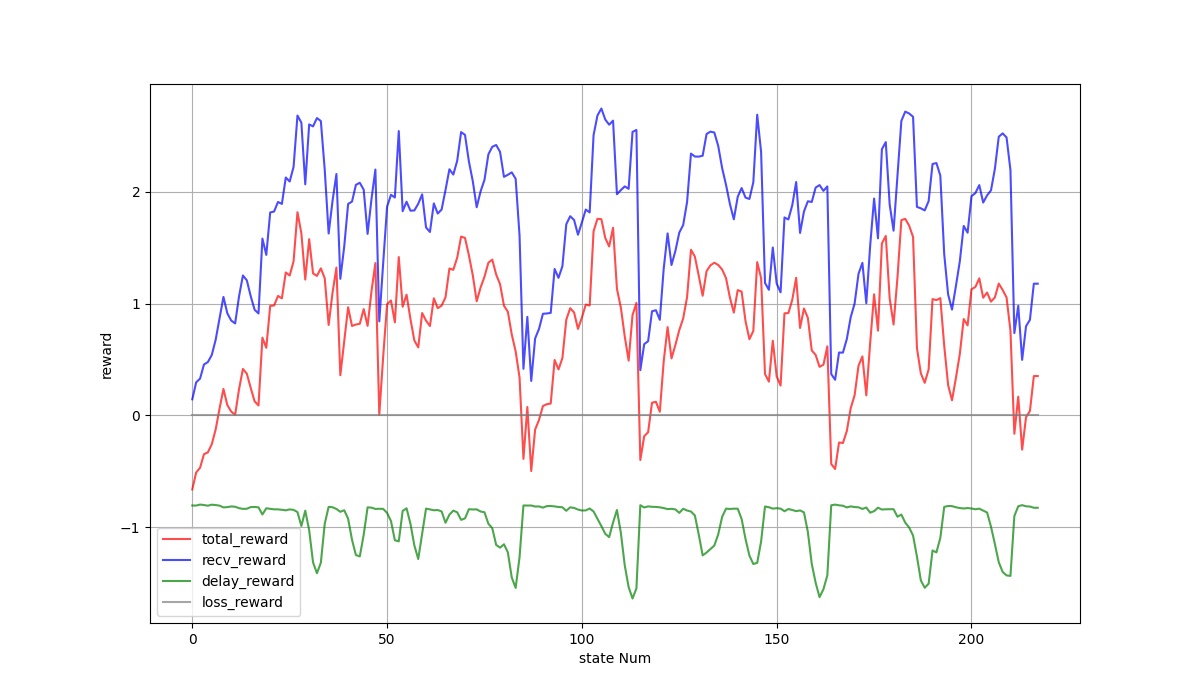 2
1
0
−1
reward
total_reward
recv_reward
delay_reward
loss_reward
0 50 100 150 200
state Num